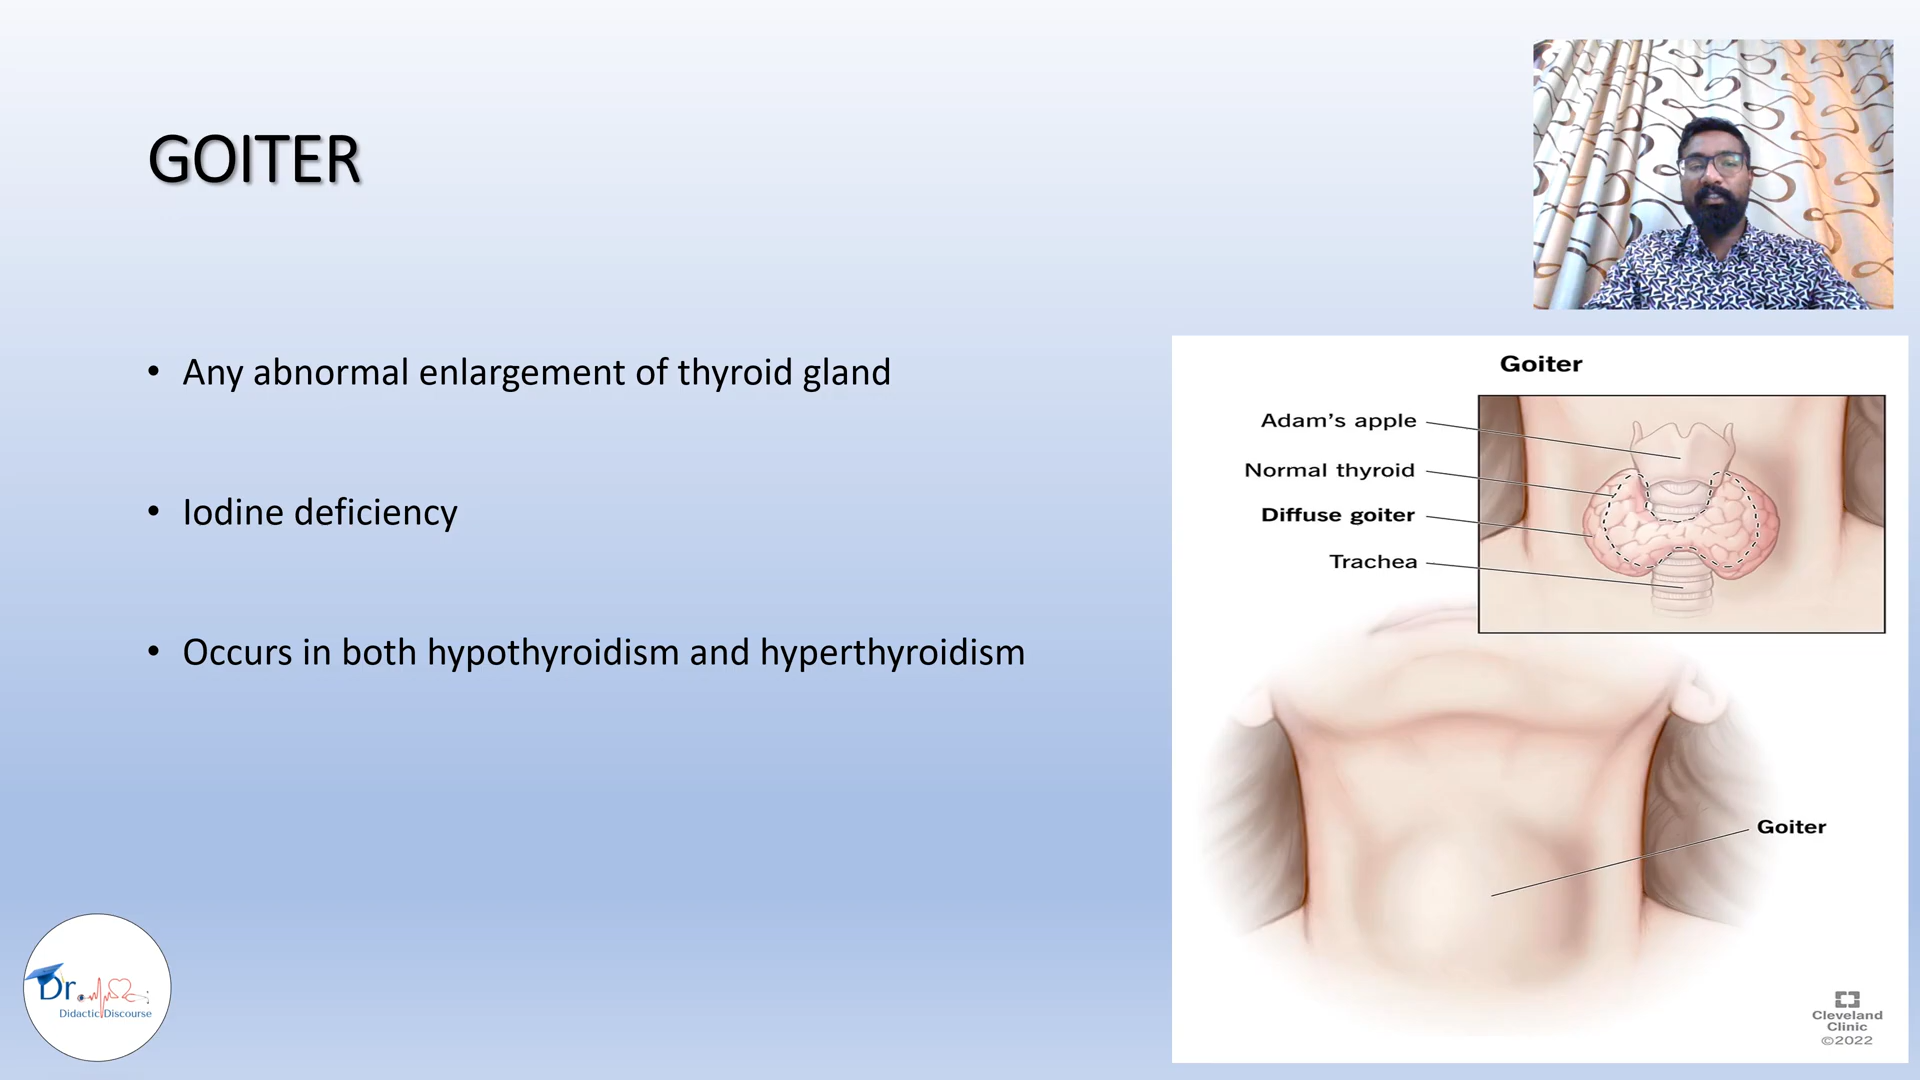 GOITER
• Any abnormal enlargement of thyroid gland
• Iodine deficiency
• Occurs in both hypothyroidism and hyperthyroidism
Goiter
Adam’s apple
Normal thyroid
Diffuse goiter
Trachea
Goiter
Cleveland
Clinic
©2022
Dr.
Didactic Discourse